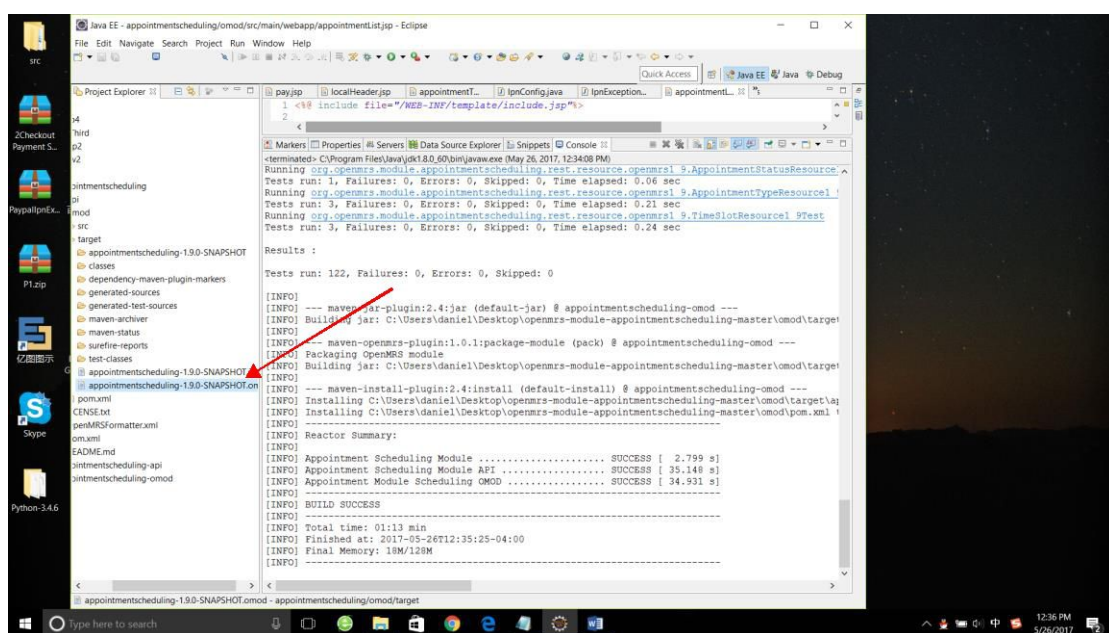 Java EE - appointmentscheduling/omod/src/main/webapp/appointmentList.jsp - Eclipse
File Edit Navigate Search Project Run Window Help
Quick Access
Java EE
Java
Debug
src
2Checkout
Payment S...
PaypalIpnEx...
P1.zip
亿图图示
Skype
Python-3.4.6
Project Explorer
p4
hird
p2
v2
ointmentscheduling
pi
mod
src
target
appointmentscheduling-1.9.0-SNAPSHOT
classes
dependency-maven-plugin-markers
generated-sources
generated-test-sources
maven-archiver
maven-status
surefire-reports
test-classes
appointmentscheduling-1.9.0-SNAPSHOT.
appointmentscheduling-1.9.0-SNAPSHOT.on
pom.xml
CENSE.txt
penMRSFormatter.xml
om.xml
EADME.md
ointmentscheduling-api
ointmentscheduling-omod
pay.jsp
localHeader.jsp
appointmentT...
IpnConfig.java
IpnException...
appointmentL...
1 <%@ include file="/WEB-INF/template/include.jsp"%>
2
Markers Properties Servers Data Source Explorer Snippets Console
<terminated> C:\Program Files\Java\jdk1.8.0_60\bin\javaw.exe (May 26, 2017, 12:34:08 PM)
Running org.openmrs.module.appointmentscheduling.rest.resource.openmrs1_9.AppointmentStatusResource
Tests run: 1, Failures: 0, Errors: 0, Skipped: 0, Time elapsed: 0.06 sec
Running org.openmrs.module.appointmentscheduling.rest.resource.openmrs1_9.AppointmentTypeResource1_
Tests run: 3, Failures: 0, Errors: 0, Skipped: 0, Time elapsed: 0.21 sec
Running org.openmrs.module.appointmentscheduling.rest.resource.openmrs1_9.TimeSlotResource1_9Test
Tests run: 3, Failures: 0, Errors: 0, Skipped: 0, Time elapsed: 0.24 sec
Results :
Tests run: 122, Failures: 0, Errors: 0, Skipped: 0
[INFO]
[INFO] --- maven-jar-plugin:2.4:jar (default-jar) @ appointmentscheduling-omod ---
[INFO] Building jar: C:\Users\daniel\Desktop\openmrs-module-appointmentscheduling-master\omod\target
[INFO]
[INFO] --- maven-openmrs-plugin:1.0.1:package-module (pack) @ appointmentscheduling-omod ---
[INFO] Packaging OpenMRS module
[INFO] Building jar: C:\Users\daniel\Desktop\openmrs-module-appointmentscheduling-master\omod\target
[INFO]
[INFO] --- maven-install-plugin:2.4:install (default-install) @ appointmentscheduling-omod ---
[INFO] Installing C:\Users\daniel\Desktop\openmrs-module-appointmentscheduling-master\omod\target\ap
[INFO] Installing C:\Users\daniel\Desktop\openmrs-module-appointmentscheduling-master\omod\pom.xml t
[INFO] ------------------------------------------------------------------------
[INFO] Reactor Summary:
[INFO]
[INFO] Appointment Scheduling Module ...................... SUCCESS [ 2.799 s]
[INFO] Appointment Scheduling Module API .................. SUCCESS [ 35.148 s]
[INFO] Appointment Module Scheduling OMOD ................. SUCCESS [ 34.931 s]
[INFO] ------------------------------------------------------------------------
[INFO] BUILD SUCCESS
[INFO] ------------------------------------------------------------------------
[INFO] Total time: 01:13 min
[INFO] Finished at: 2017-05-26T12:35:25-04:00
[INFO] Final Memory: 18M/128M
[INFO] ------------------------------------------------------------------------
appointmentscheduling-1.9.0-SNAPSHOT.omod - appointmentscheduling/omod/target
Type here to search
中
12:36 PM
5/26/2017